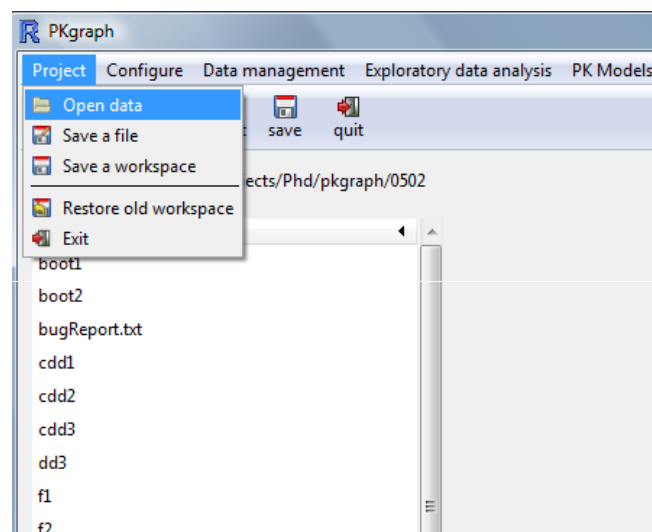 PKgraph
Project Configure Data management Exploratory data analysis PK Models
Open data
Save a file
Save a workspace
Restore old workspace
Exit
save quit
ects/Phd/pkgraph/0502
boot1
boot2
bugReport.txt
cdd1
cdd2
cdd3
dd3
f1
f2